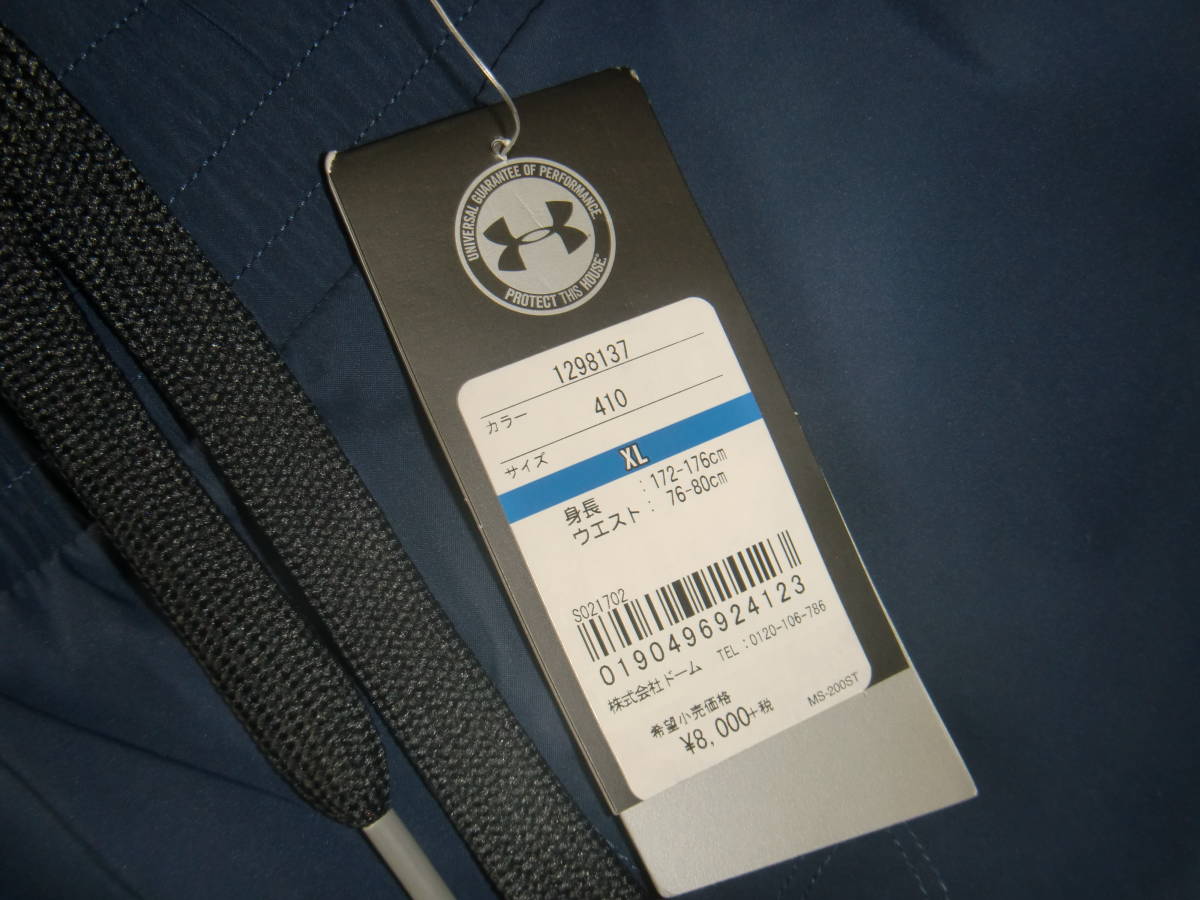 UNIVERSAL GUARANTEE OF PERFORMANCE.
PROTECT THIS HOUSE.
1298137
カラー 410
サイズ XL
身長 :172-176cm
ウエスト: 76-80cm
SO21702
0190496924123
株式会社ドーム TEL:0120-106-786
希望小売価格
¥8,000+税
MS-200ST